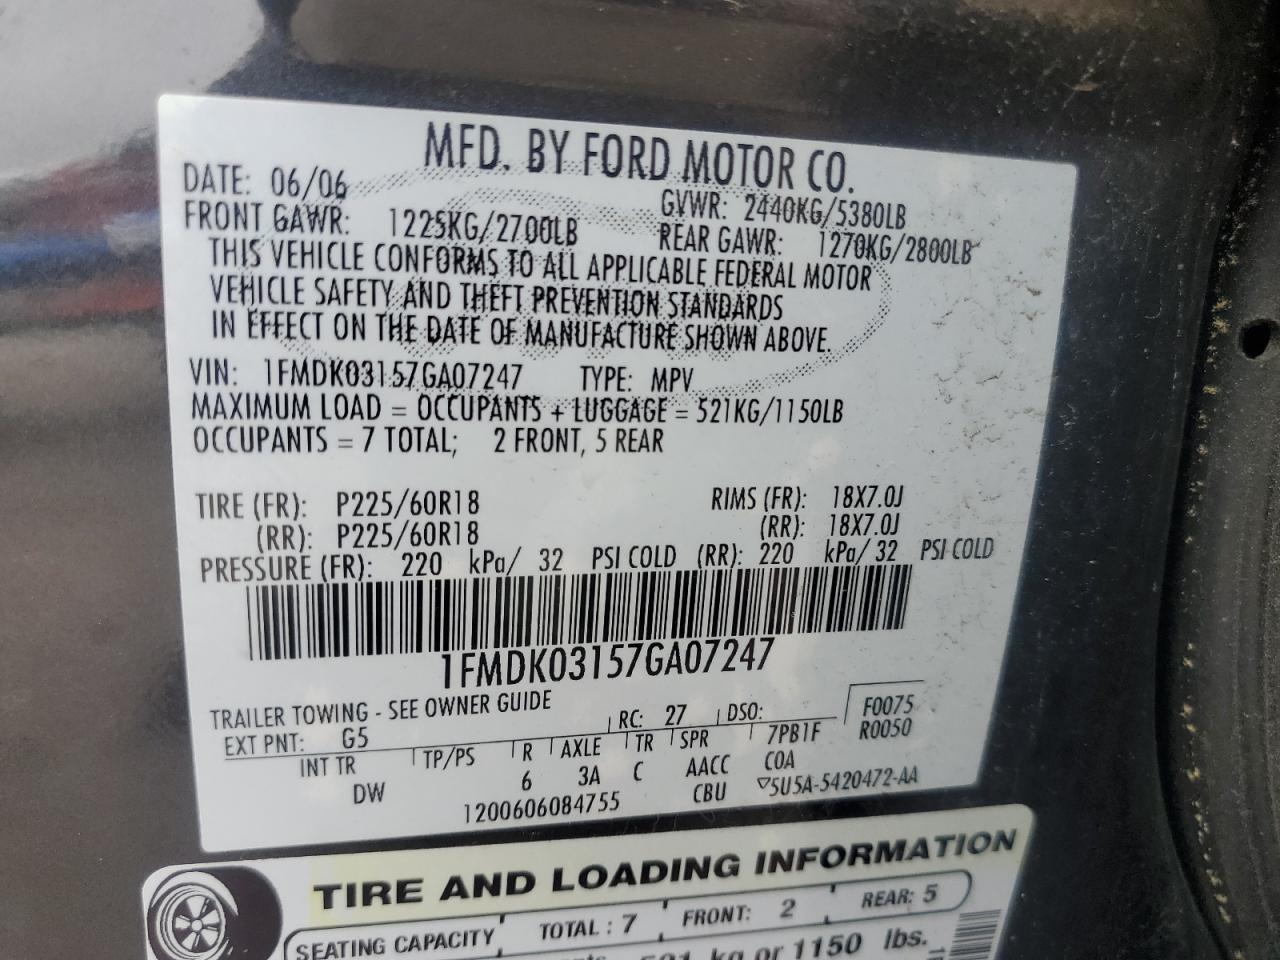 MFD. BY FORD MOTOR CO.
DATE: 06/06 GVWR: 2440KG/5380LB
FRONT GAWR: 1225KG/2700LB REAR GAWR: 1270KG/2800LB
THIS VEHICLE CONFORMS TO ALL APPLICABLE FEDERAL MOTOR
VEHICLE SAFETY AND THEFT PREVENTION STANDARDS
IN EFFECT ON THE DATE OF MANUFACTURE SHOWN ABOVE.
VIN: 1FMDK03157GA07247 TYPE: MPV
MAXIMUM LOAD = OCCUPANTS + LUGGAGE = 521KG/1150LB
OCCUPANTS = 7 TOTAL; 2 FRONT, 5 REAR
TIRE (FR): P225/60R18 RIMS (FR): 18X7.0J
(RR): P225/60R18 (RR): 18X7.0J
PRESSURE (FR): 220 kPa/ 32 PSI COLD (RR): 220 kPa/ 32 PSI COLD
1FMDK03157GA07247
TRAILER TOWING - SEE OWNER GUIDE
EXT PNT: G5 RC: 27 DSO: F0075
R0050
INT TR TP/PS R AXLE TR SPR 7PB1F
DW 6 3A C AACC COA
1200606084755 CBU ▽5U5A-5420472-AA
TIRE AND LOADING INFORMATION
SEATING CAPACITY TOTAL : 7 FRONT: 2 REAR: 5
kg or 1150 lbs.